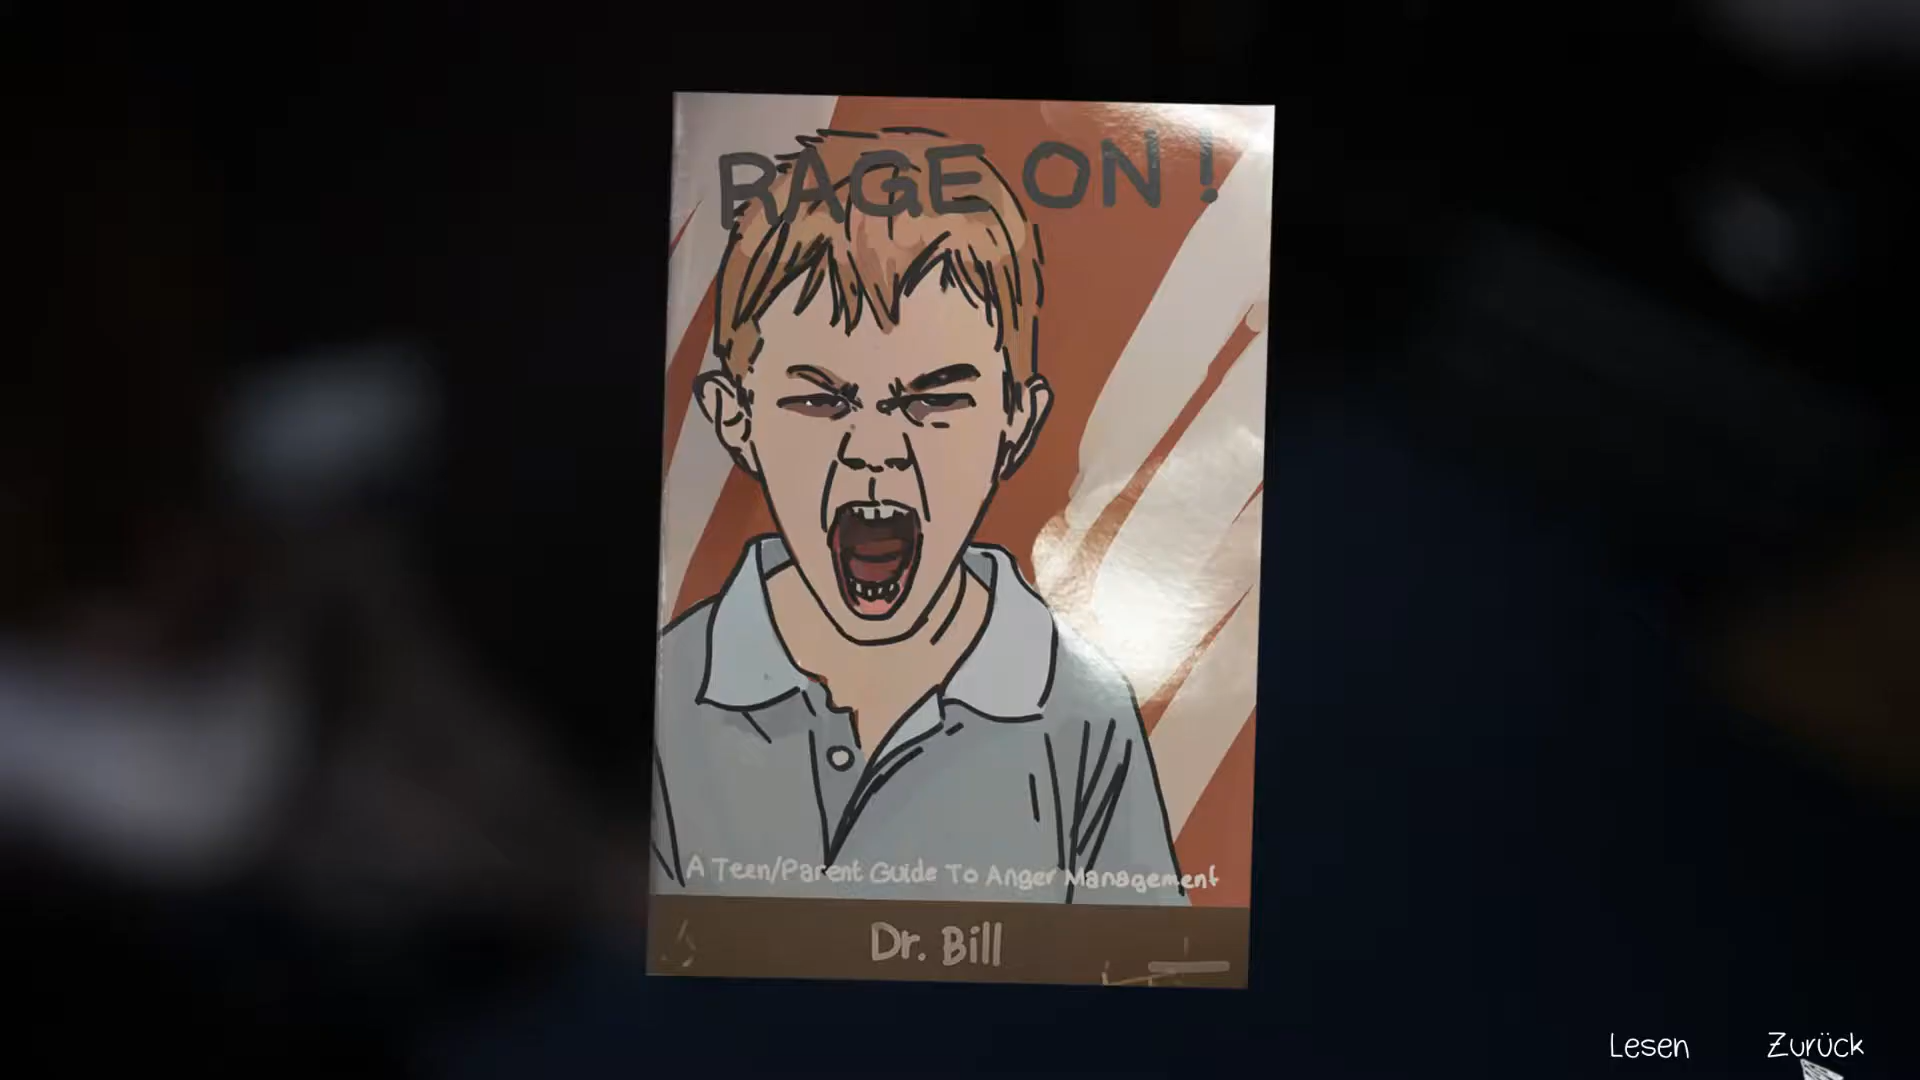 RAGE ON!
A Teen/Parent Guide To Anger Management
Dr. Bill
Lesen
Zurück